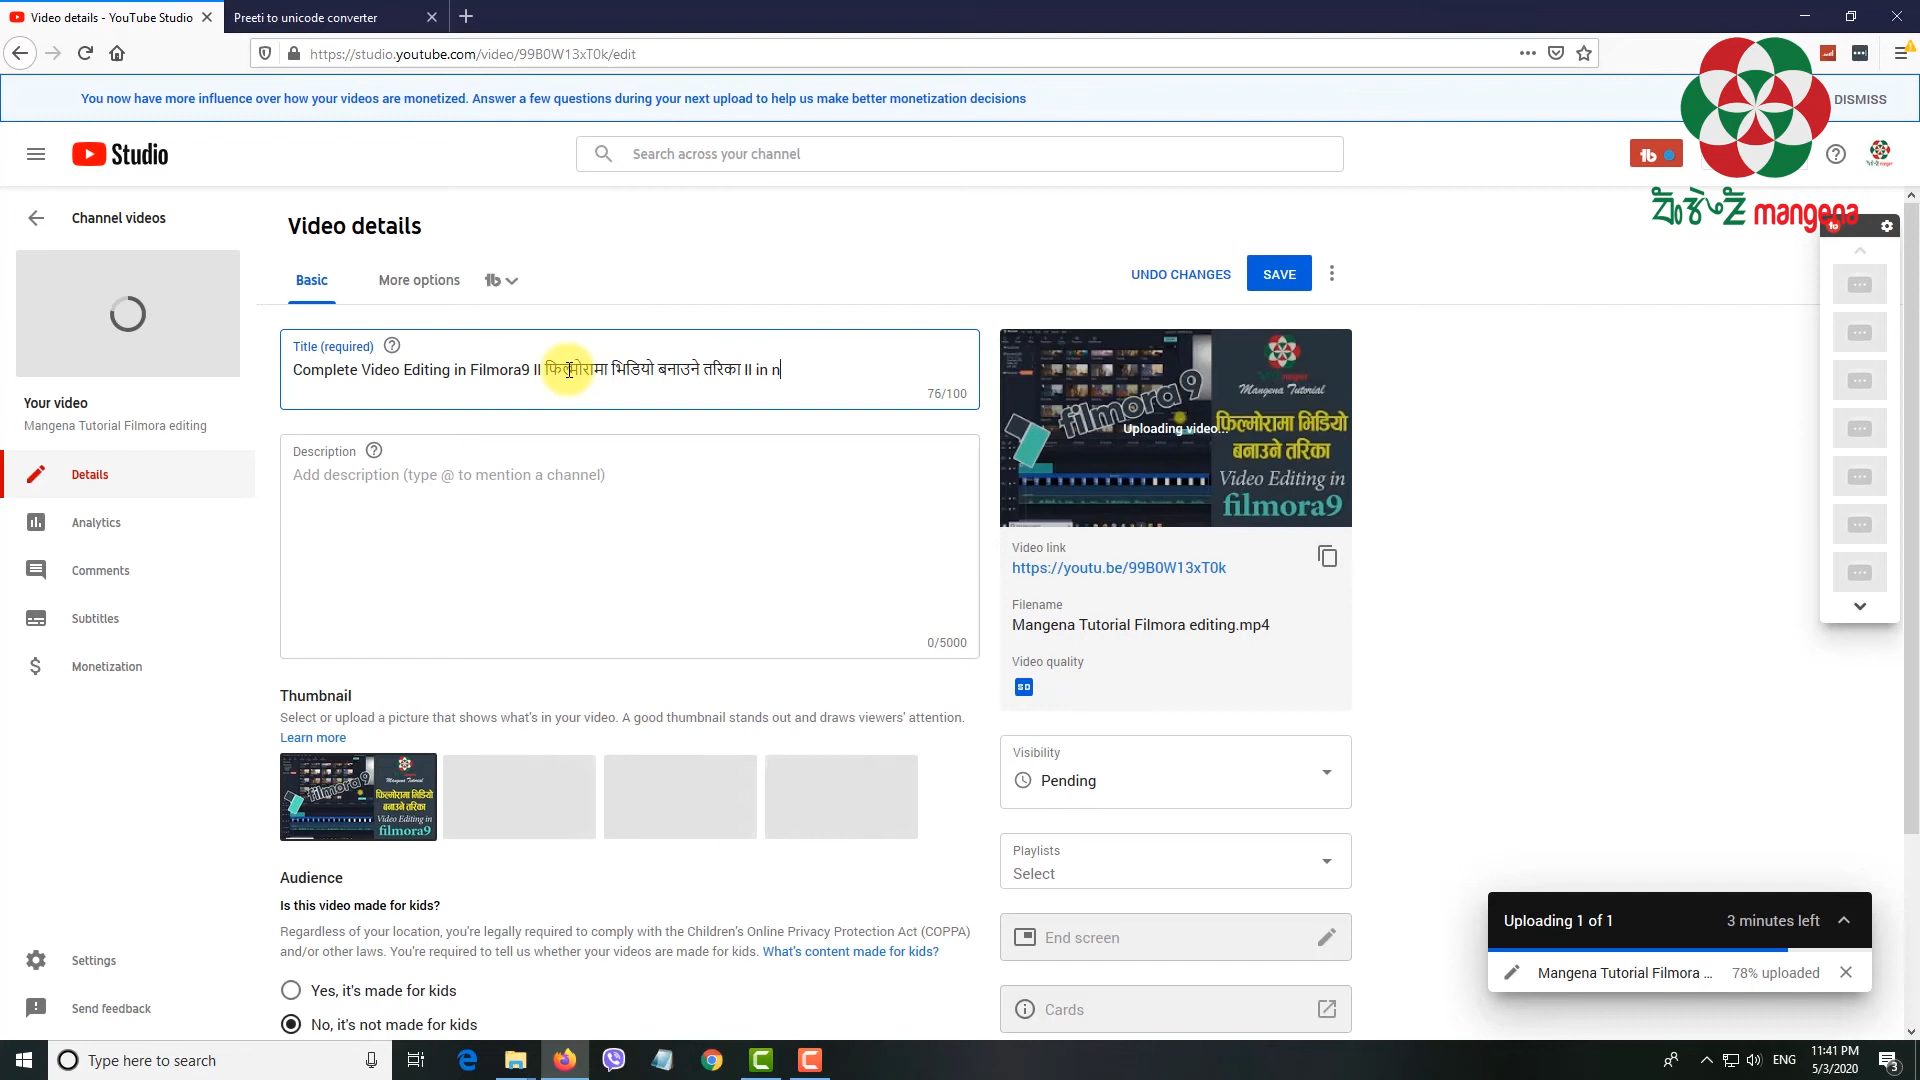 Video details - YouTube Studio
Preeti to unicode converter
https://studio.youtube.com/video/99B0W13xT0k/edit
You now have more influence over how your videos are monetized. Answer a few questions during your next upload to help us make better monetization decisions
DISMISS
Studio
Search across your channel
mangena
Channel videos
Video details
Basic
More options
UNDO CHANGES
SAVE
Title (required)
Complete Video Editing in Filmora9 II फिल्मोरामा भिडियो बनाउने तरिका II in n
76/100
Your video
Mangena Tutorial Filmora editing
Description
Add description (type @ to mention a channel)
0/5000
Details
Analytics
Comments
Subtitles
Monetization
Mangena Tutorial
filmora9
फिल्मोरामा भिडियो
बनाउने तरिका
Video Editing in
filmora9
Uploading video...
Video link
https://youtu.be/99B0W13xT0k
Filename
Mangena Tutorial Filmora editing.mp4
Video quality
SD
Thumbnail
Select or upload a picture that shows what's in your video. A good thumbnail stands out and draws viewers' attention.
Learn more
Mangena Tutorial
filmora9
फिल्मोरामा भिडियो
बनाउने तरिका
Video Editing in
filmora9
Visibility
Pending
Playlists
Select
End screen
Cards
Audience
Is this video made for kids?
Regardless of your location, you're legally required to comply with the Children's Online Privacy Protection Act (COPPA)
and/or other laws. You're required to tell us whether your videos are made for kids. What's content made for kids?
Yes, it's made for kids
No, it's not made for kids
Settings
Send feedback
Uploading 1 of 1
3 minutes left
Mangena Tutorial Filmora ...
78% uploaded
Type here to search
ENG
11:41 PM
5/3/2020
3